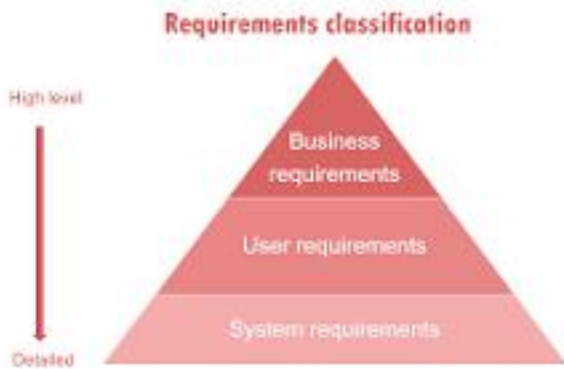 Requirements classification
High level
Business
requirements
User requirements
System requirements
Detailed